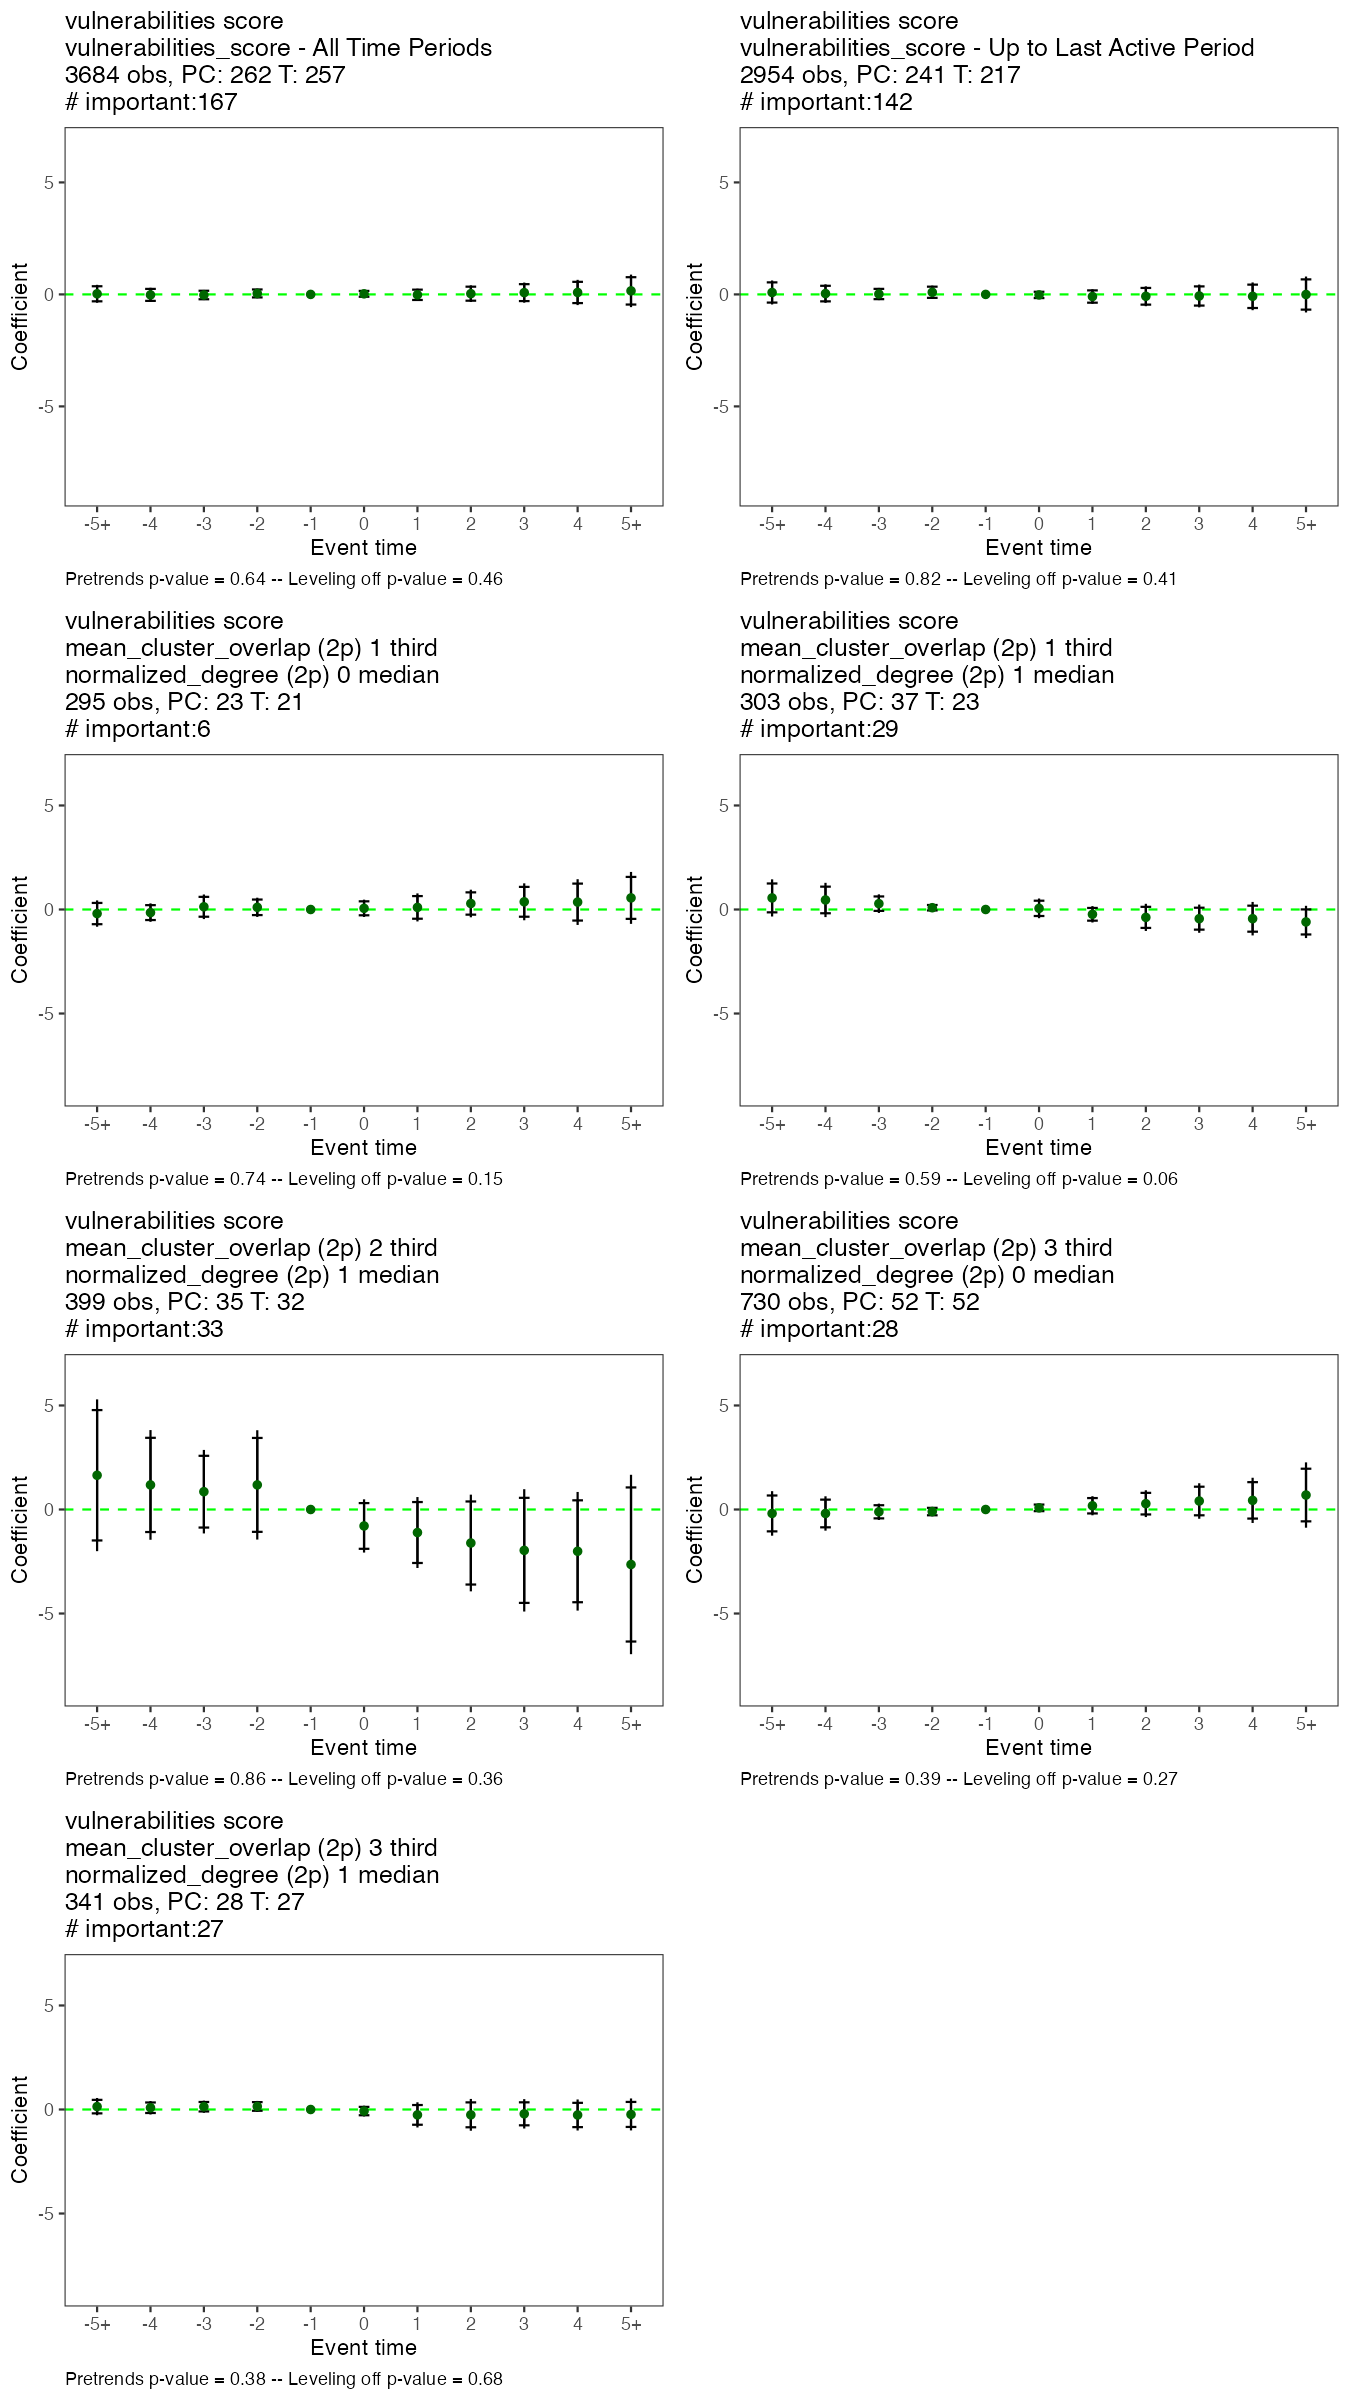 vulnerabilities score
vulnerabilities_score - All Time Periods
3684 obs, PC: 262 T: 257
# important:167
5
0
-5
Coefficient
-5+ -4 -3 -2 -1 0 1 2 3 4 5+
Event time
Pretrends p-value = 0.64 -- Leveling off p-value = 0.46
vulnerabilities score
vulnerabilities_score - Up to Last Active Period
2954 obs, PC: 241 T: 217
# important:142
5
0
-5
Coefficient
-5+ -4 -3 -2 -1 0 1 2 3 4 5+
Event time
Pretrends p-value = 0.82 -- Leveling off p-value = 0.41
vulnerabilities score
mean_cluster_overlap (2p) 1 third
normalized_degree (2p) 0 median
295 obs, PC: 23 T: 21
# important:6
5
0
-5
Coefficient
-5+ -4 -3 -2 -1 0 1 2 3 4 5+
Event time
Pretrends p-value = 0.74 -- Leveling off p-value = 0.15
vulnerabilities score
mean_cluster_overlap (2p) 1 third
normalized_degree (2p) 1 median
303 obs, PC: 37 T: 23
# important:29
5
0
-5
Coefficient
-5+ -4 -3 -2 -1 0 1 2 3 4 5+
Event time
Pretrends p-value = 0.59 -- Leveling off p-value = 0.06
vulnerabilities score
mean_cluster_overlap (2p) 2 third
normalized_degree (2p) 1 median
399 obs, PC: 35 T: 32
# important:33
5
0
-5
Coefficient
-5+ -4 -3 -2 -1 0 1 2 3 4 5+
Event time
Pretrends p-value = 0.86 -- Leveling off p-value = 0.36
vulnerabilities score
mean_cluster_overlap (2p) 3 third
normalized_degree (2p) 0 median
730 obs, PC: 52 T: 52
# important:28
5
0
-5
Coefficient
-5+ -4 -3 -2 -1 0 1 2 3 4 5+
Event time
Pretrends p-value = 0.39 -- Leveling off p-value = 0.27
vulnerabilities score
mean_cluster_overlap (2p) 3 third
normalized_degree (2p) 1 median
341 obs, PC: 28 T: 27
# important:27
5
0
-5
Coefficient
-5+ -4 -3 -2 -1 0 1 2 3 4 5+
Event time
Pretrends p-value = 0.38 -- Leveling off p-value = 0.68